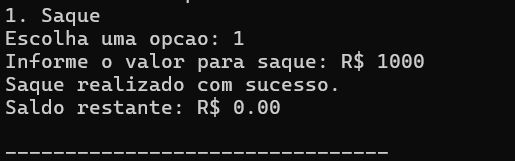 1. Saque
Escolha uma opcao: 1
Informe o valor para saque: R$ 1000
Saque realizado com sucesso.
Saldo restante: R$ 0.00
________________________________